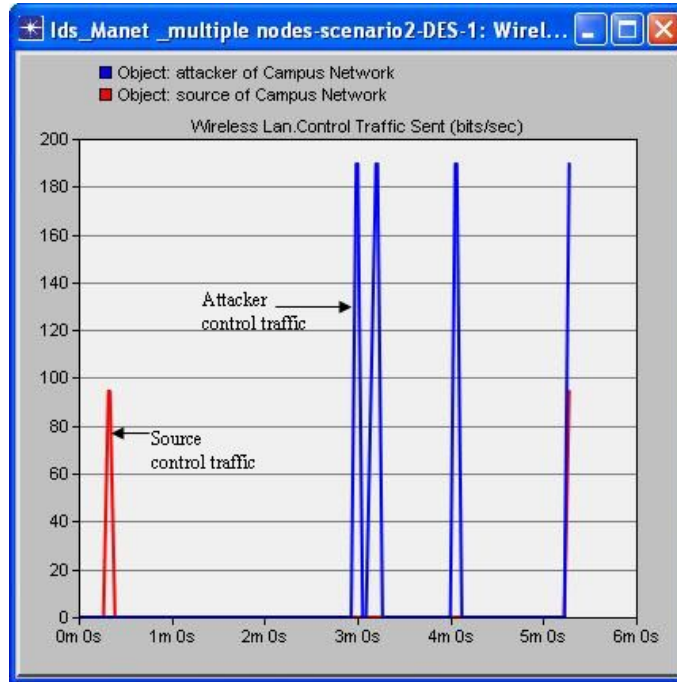 Ids_Manet _multiple nodes-scenario2-DES-1: Wirel...
Object: attacker of Campus Network
Object: source of Campus Network
Wireless Lan.Control Traffic Sent (bits/sec)
200
180
160
140
120
100
80
60
40
20
0
Attacker
control traffic
Source
control traffic
0m 0s 1m 0s 2m 0s 3m 0s 4m 0s 5m 0s 6m 0s